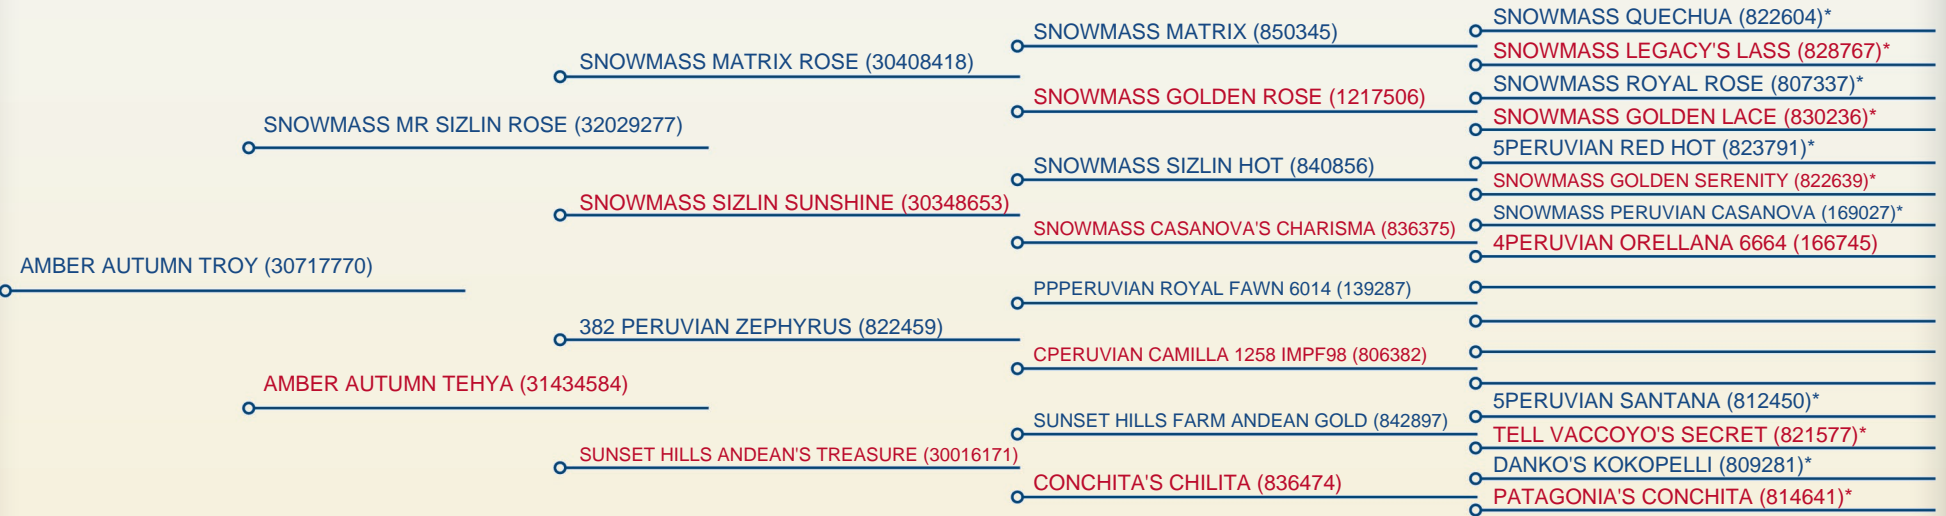 SNOWMASS QUECHUA (822604)*
SNOWMASS MATRIX (850345)
SNOWMASS LEGACY'S LASS (828767)*
SNOWMASS MATRIX ROSE (30408418)
SNOWMASS ROYAL ROSE (807337)*
SNOWMASS GOLDEN ROSE (1217506)
SNOWMASS GOLDEN LACE (830236)*
SNOWMASS MR SIZLIN ROSE (32029277)
5PERUVIAN RED HOT (823791)*
SNOWMASS SIZLIN HOT (840856)
SNOWMASS GOLDEN SERENITY (822639)*
SNOWMASS SIZLIN SUNSHINE (30348653)
SNOWMASS PERUVIAN CASANOVA (169027)*
SNOWMASS CASANOVA'S CHARISMA (836375)
4PERUVIAN ORELLANA 6664 (166745)
AMBER AUTUMN TROY (30717770)
PPPERUVIAN ROYAL FAWN 6014 (139287)
382 PERUVIAN ZEPHYRUS (822459)
CPERUVIAN CAMILLA 1258 IMPF98 (806382)
AMBER AUTUMN TEHYA (31434584)
5PERUVIAN SANTANA (812450)*
SUNSET HILLS FARM ANDEAN GOLD (842897)
TELL VACCOYO'S SECRET (821577)*
SUNSET HILLS ANDEAN'S TREASURE (30016171)
DANKO'S KOKOPELLI (809281)*
CONCHITA'S CHILITA (836474)
PATAGONIA'S CONCHITA (814641)*